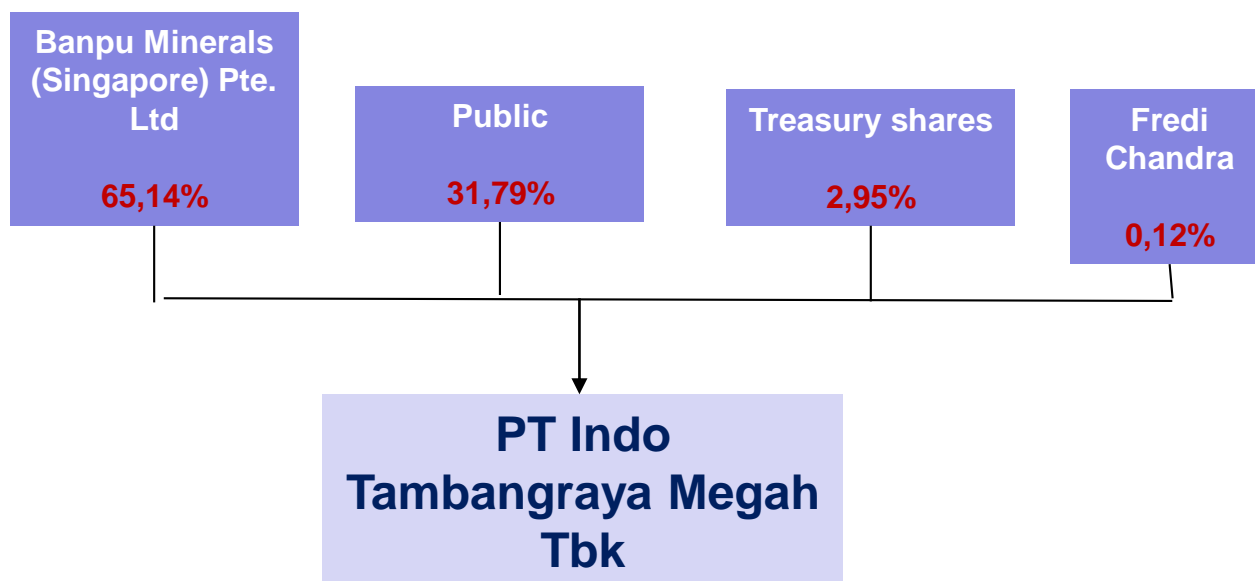 Banpu Minerals
(Singapore) Pte.
Ltd
65,14%
Public
31,79%
Treasury shares
2,95%
Fredi
Chandra
0,12%
PT Indo
Tambangraya Megah
Tbk